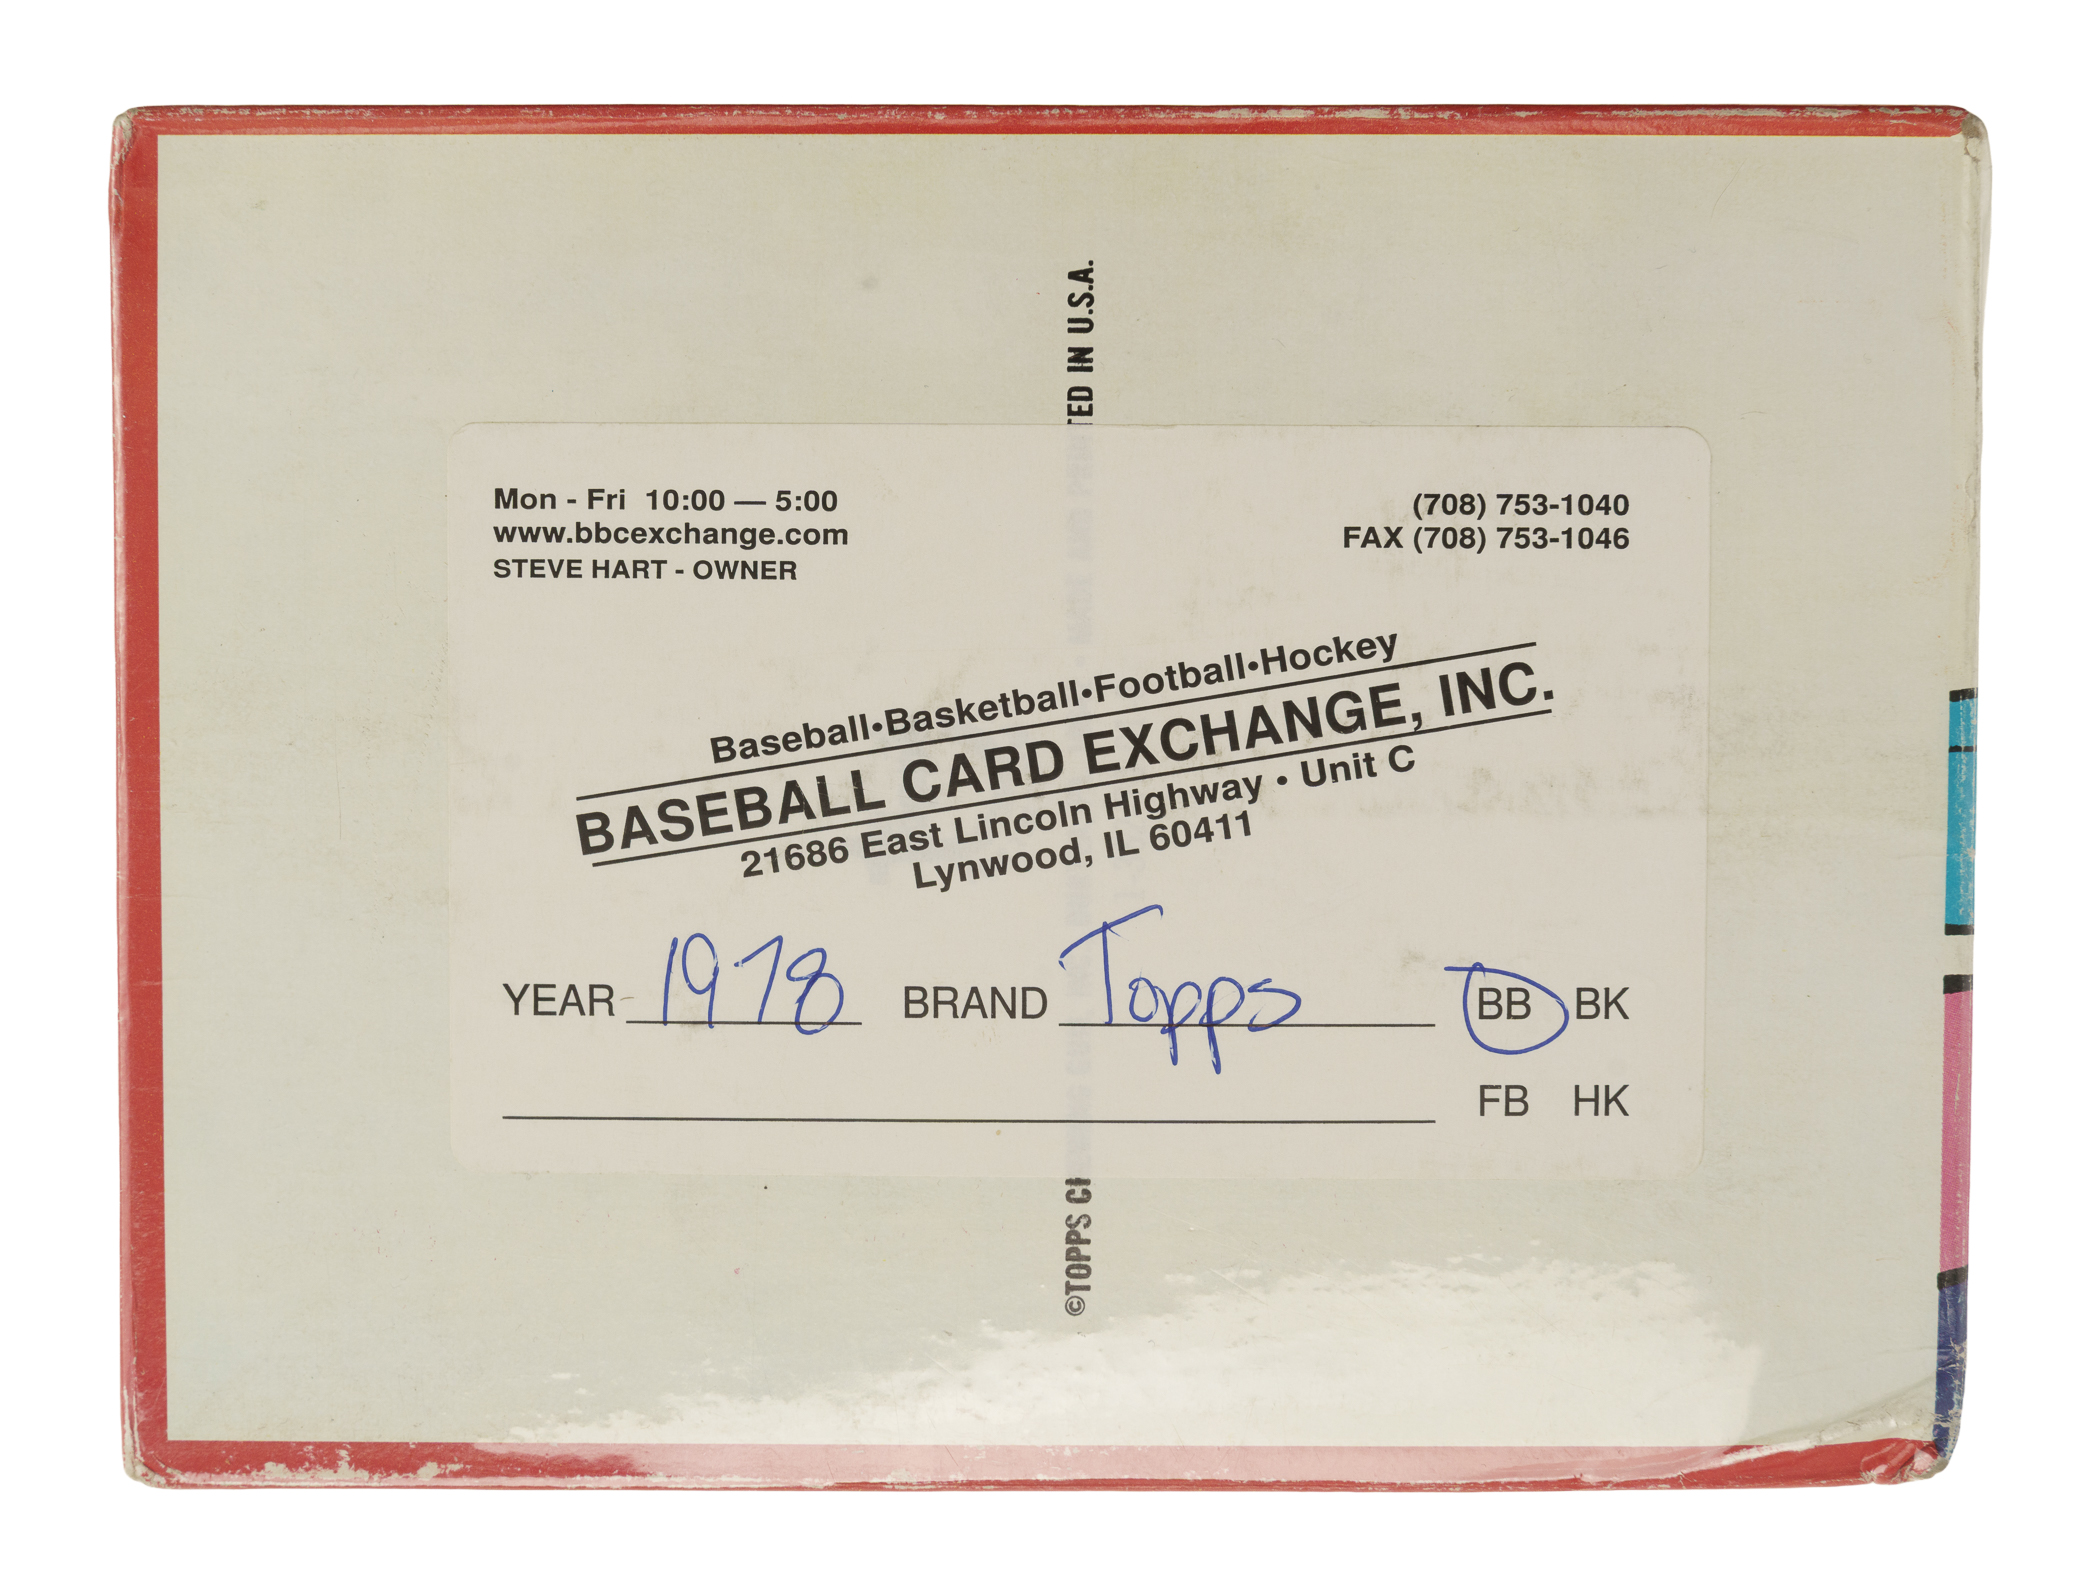 Mon - Fri 10:00 — 5:00
www.bbcexchange.com
STEVE HART - OWNER
(708) 753-1040
FAX (708) 753-1046
Baseball•Basketball•Football•Hockey
BASEBALL CARD EXCHANGE, INC.
21686 East Lincoln Highway • Unit C
Lynwood, IL 60411
YEAR 1978 BRAND Topps BB BK
FB HK
©TOPPS
IN U.S.A.